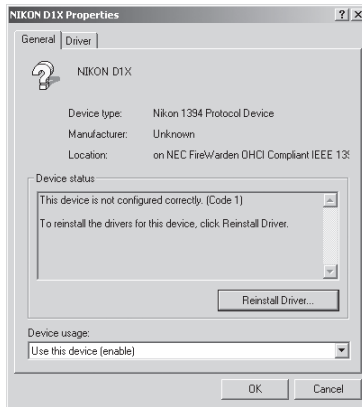 NIKON D1X Properties
General Driver
NIKON D1X
Device type: Nikon 1394 Protocol Device
Manufacturer: Unknown
Location: on NEC FireWarden OHCI Compliant IEEE 139
Device status
This device is not configured correctly. (Code 1)
To reinstall the drivers for this device, click Reinstall Driver.
Reinstall Driver...
Device usage:
Use this device (enable)
OK Cancel